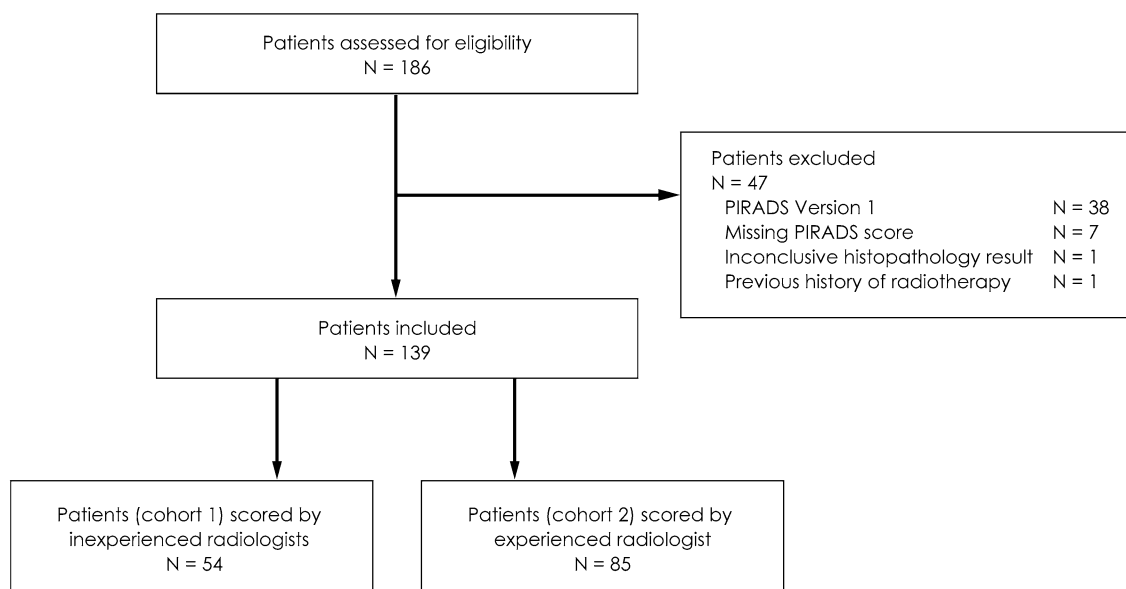 Patients assessed for eligibility
N = 186
Patients excluded
N = 47
PIRADS Version 1 N = 38
Missing PIRADS score N = 7
Inconclusive histopathology result N = 1
Previous history of radiotherapy N = 1
Patients included
N = 139
Patients (cohort 1) scored by
inexperienced radiologists
N = 54
Patients (cohort 2) scored by
experienced radiologist
N = 85